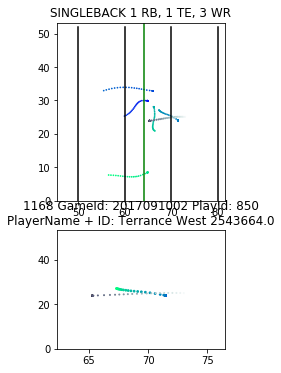 SINGLEBACK 1 RB, 1 TE, 3 WR
50
40
30
20
10
0
50 60 70 80
1168 GameId: 2017091002 PlayId: 850
PlayerName + ID: Terrance West 2543664.0
40
20
0
65 70 75